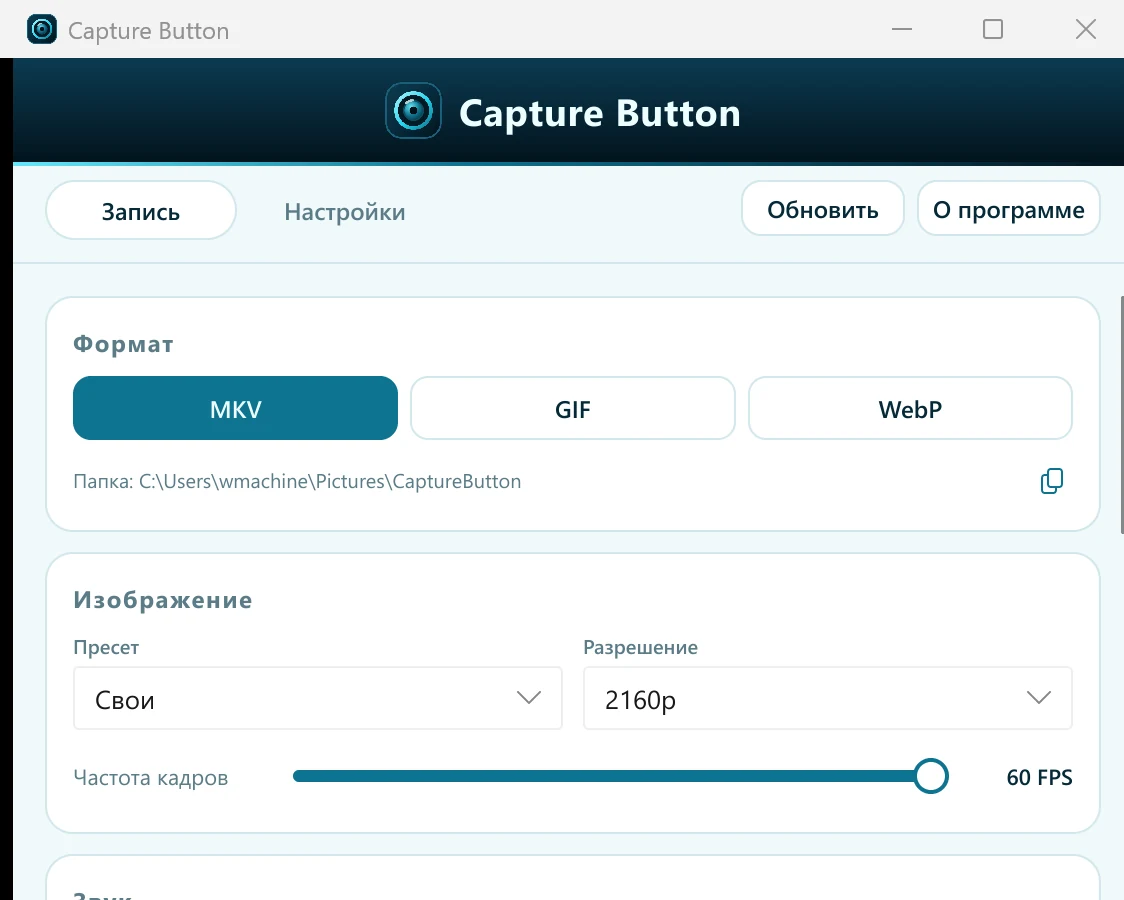 Capture Button
Capture Button
Запись
Настройки
Обновить
О программе
Формат
MKV
GIF
WebP
Папка: C:\Users\wmachine\Pictures\CaptureButton
Изображение
Пресет
Разрешение
Свои
2160p
Частота кадров
60 FPS
Звук